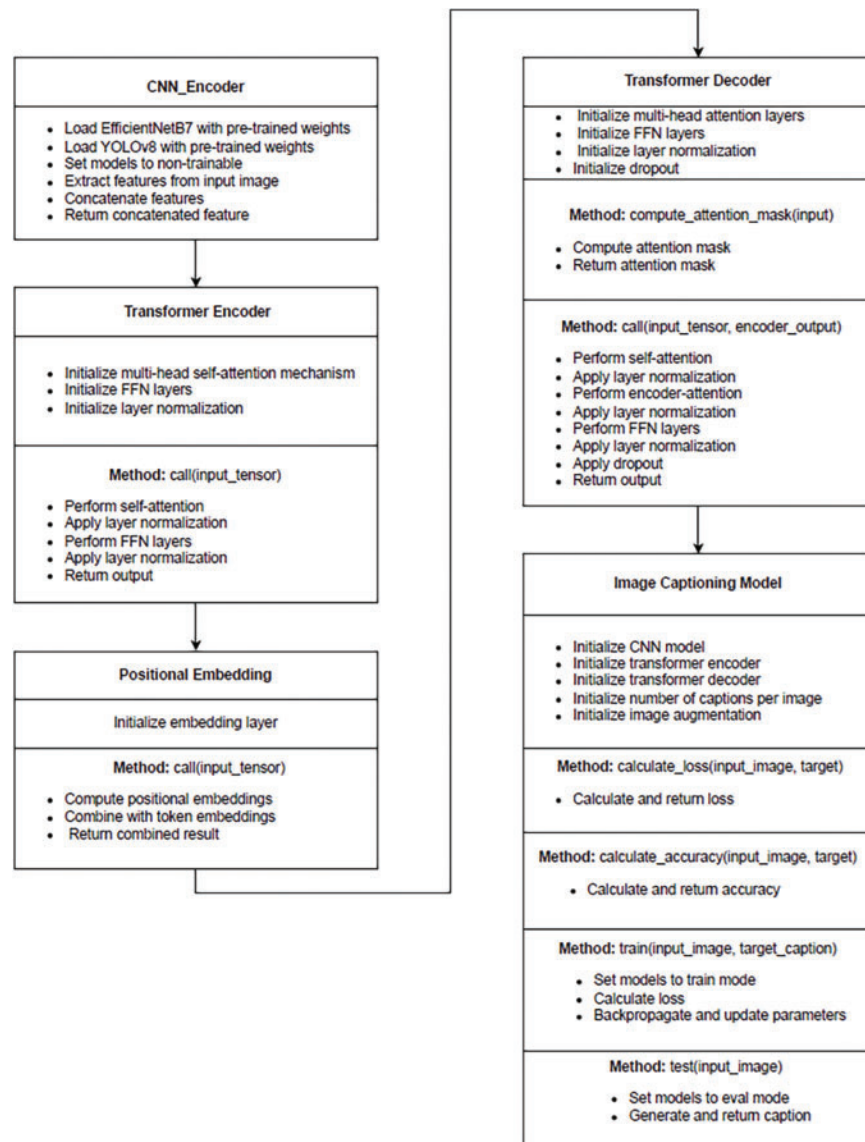 CNN_Encoder
• Load EfficientNetB7 with pre-trained weights
• Load YOLOv8 with pre-trained weights
• Set models to non-trainable
• Extract features from input image
• Concatenate features
• Return concatenated feature
Transformer Encoder
• Initialize multi-head self-attention mechanism
• Initialize FFN layers
• Initialize layer normalization
Method: call(input_tensor)
• Perform self-attention
• Apply layer normalization
• Perform FFN layers
• Apply layer normalization
• Return output
Positional Embedding
Initialize embedding layer
Method: call(input_tensor)
• Compute positional embeddings
• Combine with token embeddings
• Return combined result
Transformer Decoder
• Initialize multi-head attention layers
• Initialize FFN layers
• Initialize layer normalization
• Initialize dropout
Method: compute_attention_mask(input)
• Compute attention mask
• Return attention mask
Method: call(input_tensor, encoder_output)
• Perform self-attention
• Apply layer normalization
• Perform encoder-attention
• Apply layer normalization
• Perform FFN layers
• Apply layer normalization
• Apply dropout
• Return output
Image Captioning Model
• Initialize CNN model
• Initialize transformer encoder
• Initialize transformer decoder
• Initialize number of captions per image
• Initialize image augmentation
Method: calculate_loss(input_image, target)
• Calculate and return loss
Method: calculate_accuracy(input_image, target)
• Calculate and return accuracy
Method: train(input_image, target_caption)
• Set models to train mode
• Calculate loss
• Backpropagate and update parameters
Method: test(input_image)
• Set models to eval mode
• Generate and return caption